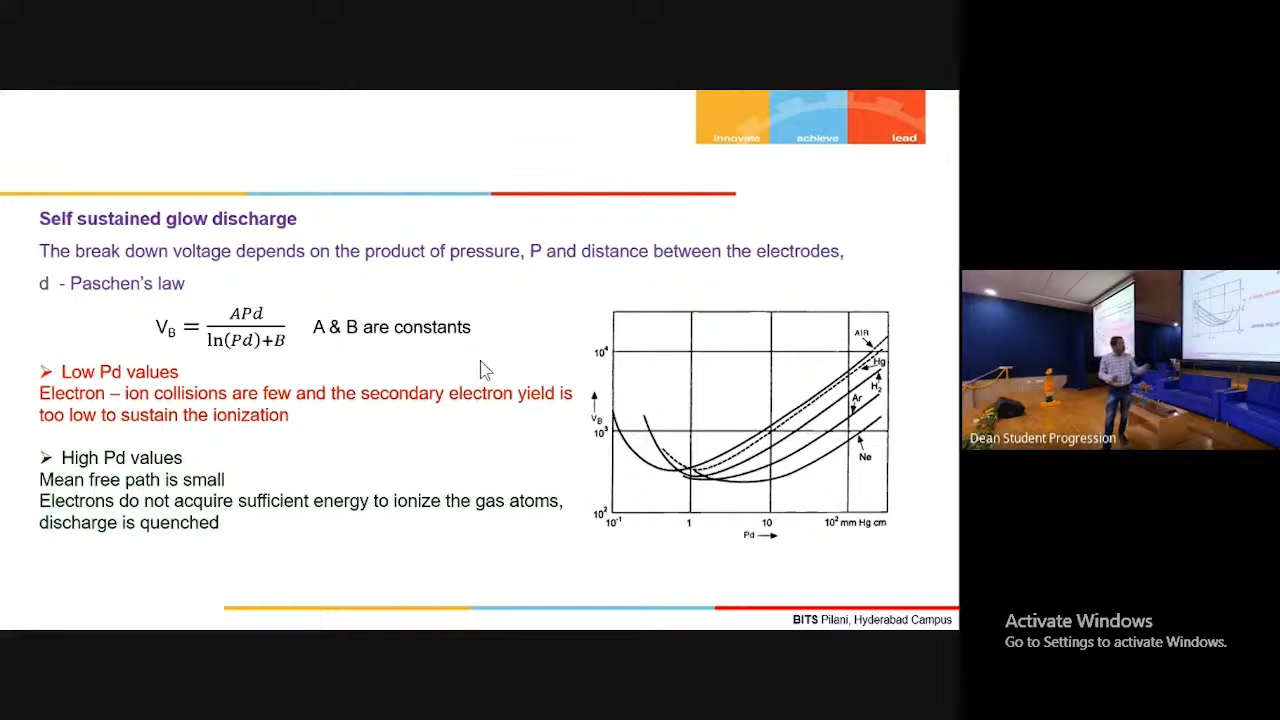 innovate achieve lead
Self sustained glow discharge
The break down voltage depends on the product of pressure, P and distance between the electrodes,
d - Paschen's law
V_B = APd / ln(Pd)+B A & B are constants
➢ Low Pd values
Electron – ion collisions are few and the secondary electron yield is
too low to sustain the ionization
➢ High Pd values
Mean free path is small
Electrons do not acquire sufficient energy to ionize the gas atoms,
discharge is quenched
AIR
10⁴
Hg
H₂
Ar
V_B
10³
Ne
10²
10⁻¹ 1 10 10² mm Hg cm
Pd →
BITS Pilani, Hyderabad Campus
Dean Student Progression
Activate Windows
Go to Settings to activate Windows.